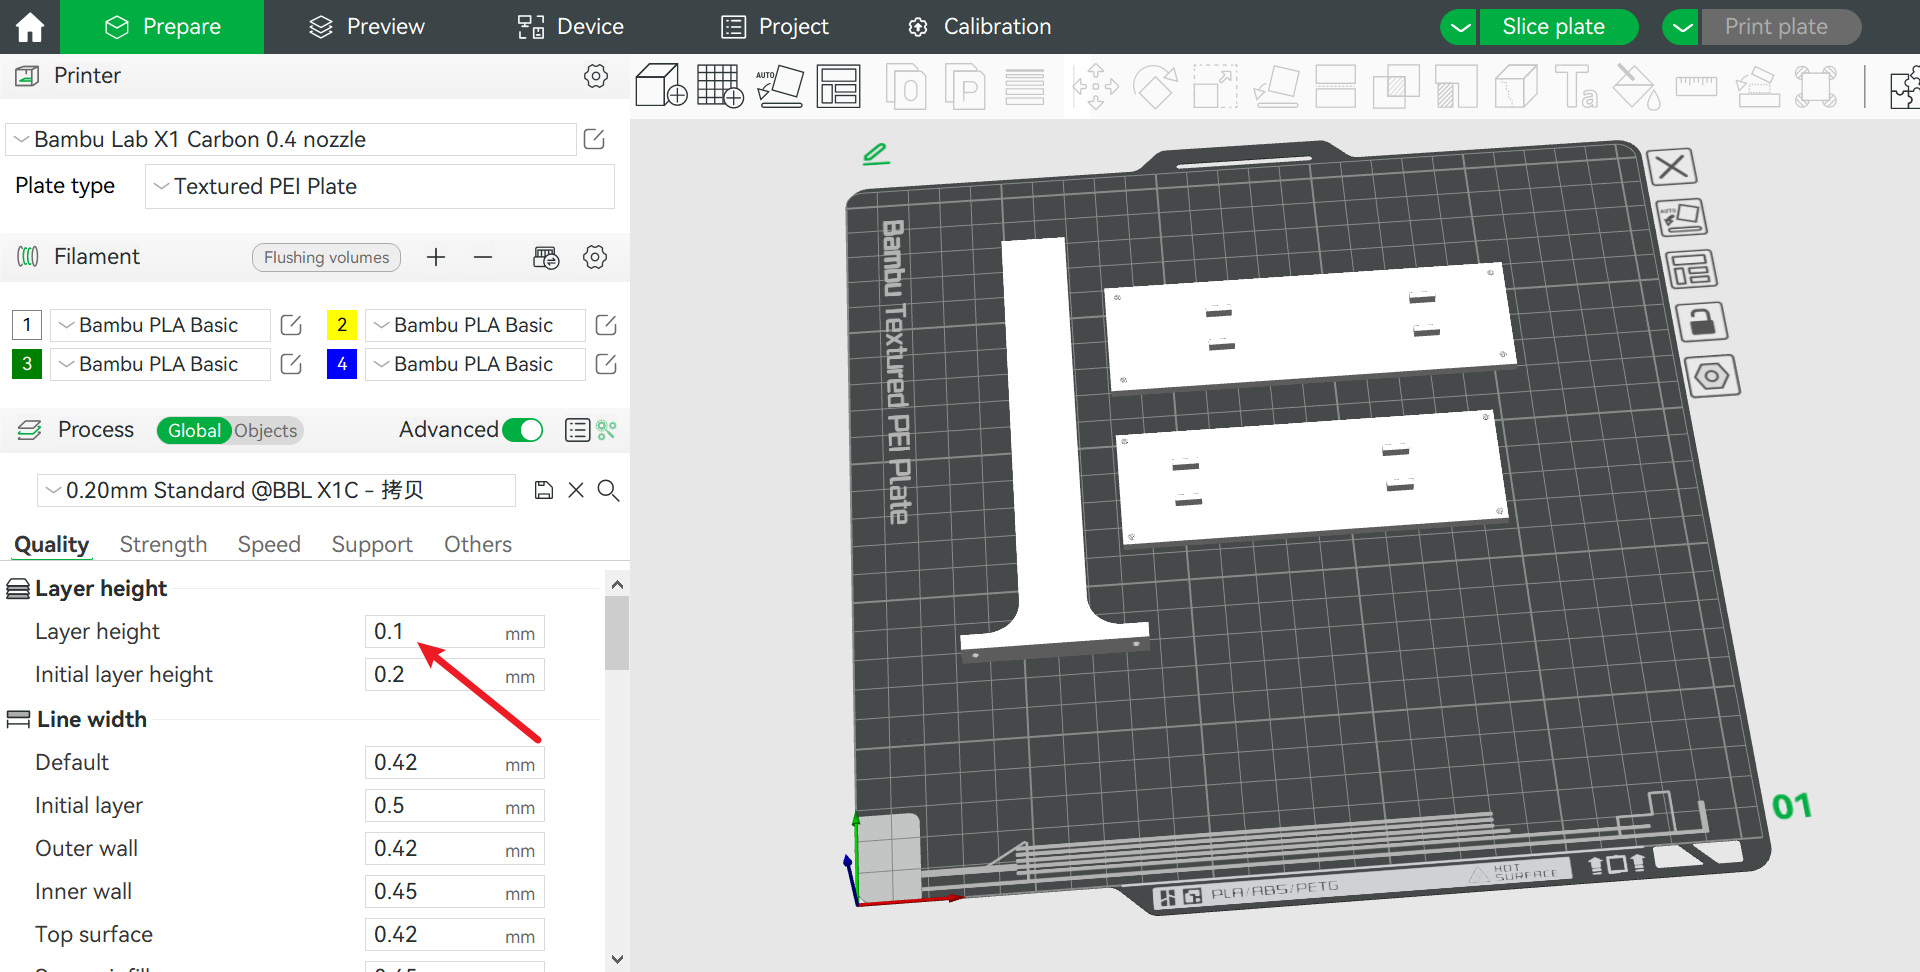 Prepare
Preview
Device
Project
Calibration
Slice plate
Print plate
Printer
Bambu Lab X1 Carbon 0.4 nozzle
Plate type
Textured PEI Plate
Filament
Flushing volumes
1 Bambu PLA Basic
2 Bambu PLA Basic
3 Bambu PLA Basic
4 Bambu PLA Basic
Process
Global
Objects
Advanced
0.20mm Standard @BBL X1C - 拷贝
Quality
Strength
Speed
Support
Others
Layer height
Layer height 0.1 mm
Initial layer height 0.2 mm
Line width
Default 0.42 mm
Initial layer 0.5 mm
Outer wall 0.42 mm
Inner wall 0.45 mm
Top surface 0.42 mm
AUTO
Bambu Textured PEI Plate
AUTO
01
PLA/ABS/PETG
HOT
SURFACE